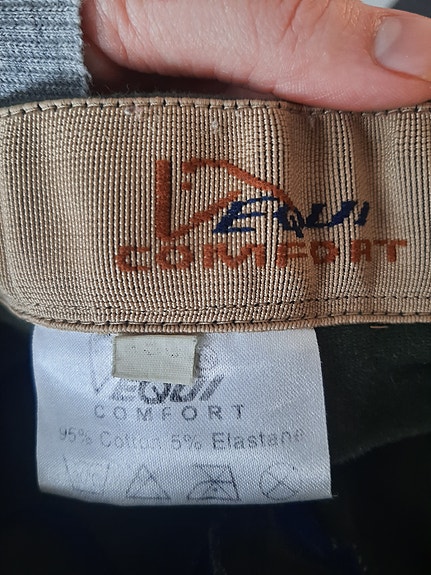 EQUI
COMFORT
EQUI
COMFORT
95% Cotton 5% Elastane